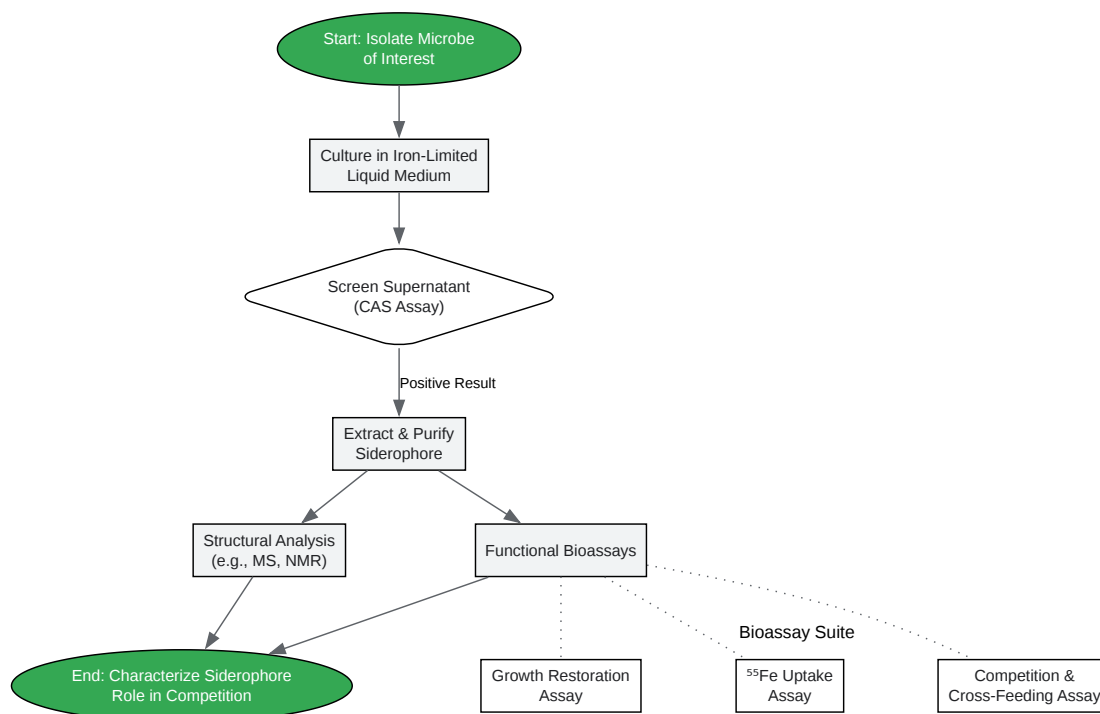 Start: Isolate Microbe
of Interest
Culture in Iron-Limited
Liquid Medium
Screen Supernatant
(CAS Assay)
Positive Result
Extract & Purify
Siderophore
Structural Analysis
(e.g., MS, NMR)
Functional Bioassays
Bioassay Suite
End: Characterize Siderophore
Role in Competition
Growth Restoration
Assay
⁵⁵Fe Uptake
Assay
Competition &
Cross-Feeding Assay